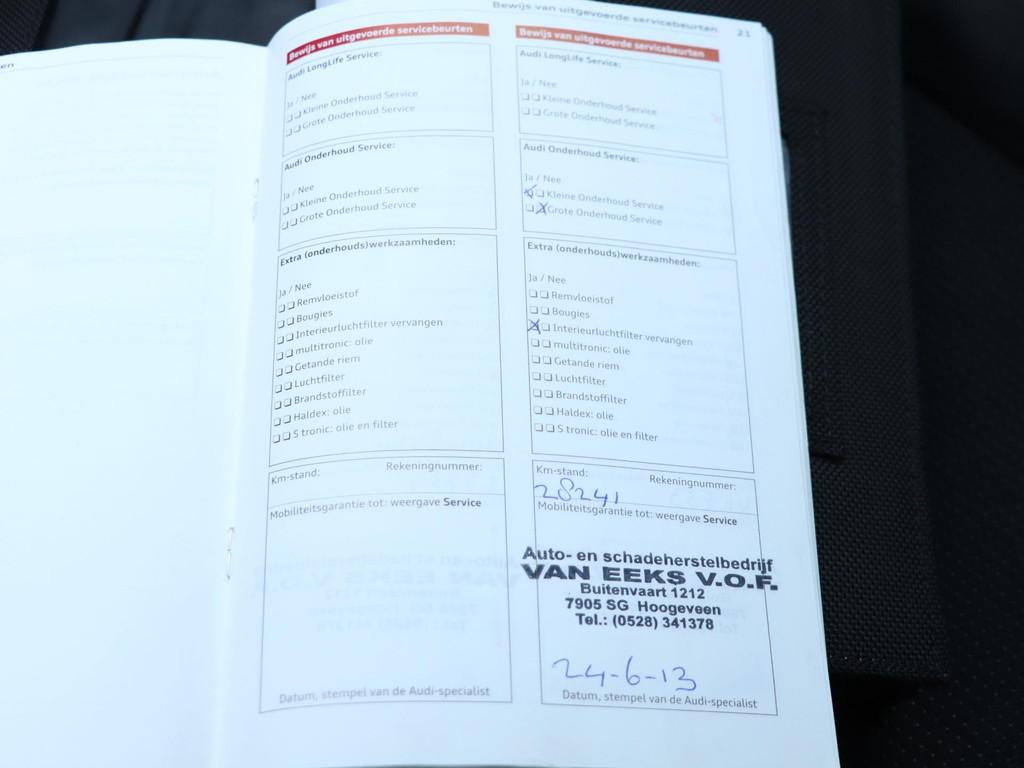 en
Bewijs van uitgevoerde servicebeurten 21
Bewijs van uitgevoerde servicebeurten
Audi LongLife Service:
Ja / Nee
❏ ❏ Kleine Onderhoud Service
❏ ❏ Grote Onderhoud Service
Audi Onderhoud Service:
Ja / Nee
❏ ❏ Kleine Onderhoud Service
❏ ❏ Grote Onderhoud Service
Extra (onderhouds)werkzaamheden:
Ja / Nee
❏ ❏ Remvloeistof
❏ ❏ Bougies
❏ ❏ Interieurluchtfilter vervangen
❏ ❏ multitronic: olie
❏ ❏ Getande riem
❏ ❏ Luchtfilter
❏ ❏ Brandstoffilter
❏ ❏ Haldex: olie
❏ ❏ S tronic: olie en filter
Km-stand: Rekeningnummer:
Mobiliteitsgarantie tot: weergave Service
Datum, stempel van de Audi-specialist
Bewijs van uitgevoerde servicebeurten
Audi LongLife Service:
Ja / Nee
❏ ❏ Kleine Onderhoud Service
❏ ❏ Grote Onderhoud Service
Audi Onderhoud Service:
Ja / Nee
☒ ❏ Kleine Onderhoud Service
❏ ☒ Grote Onderhoud Service
Extra (onderhouds)werkzaamheden:
Ja / Nee
❏ ❏ Remvloeistof
❏ ❏ Bougies
☒ ❏ Interieurluchtfilter vervangen
❏ ❏ multitronic: olie
❏ ❏ Getande riem
❏ ❏ Luchtfilter
❏ ❏ Brandstoffilter
❏ ❏ Haldex: olie
❏ ❏ S tronic: olie en filter
Km-stand: Rekeningnummer:
28241
Mobiliteitsgarantie tot: weergave Service
Auto- en schadeherstelbedrijf
VAN EEKS V.O.F.
Buitenvaart 1212
7905 SG Hoogeveen
Tel.: (0528) 341378
24-6-13
Datum, stempel van de Audi-specialist